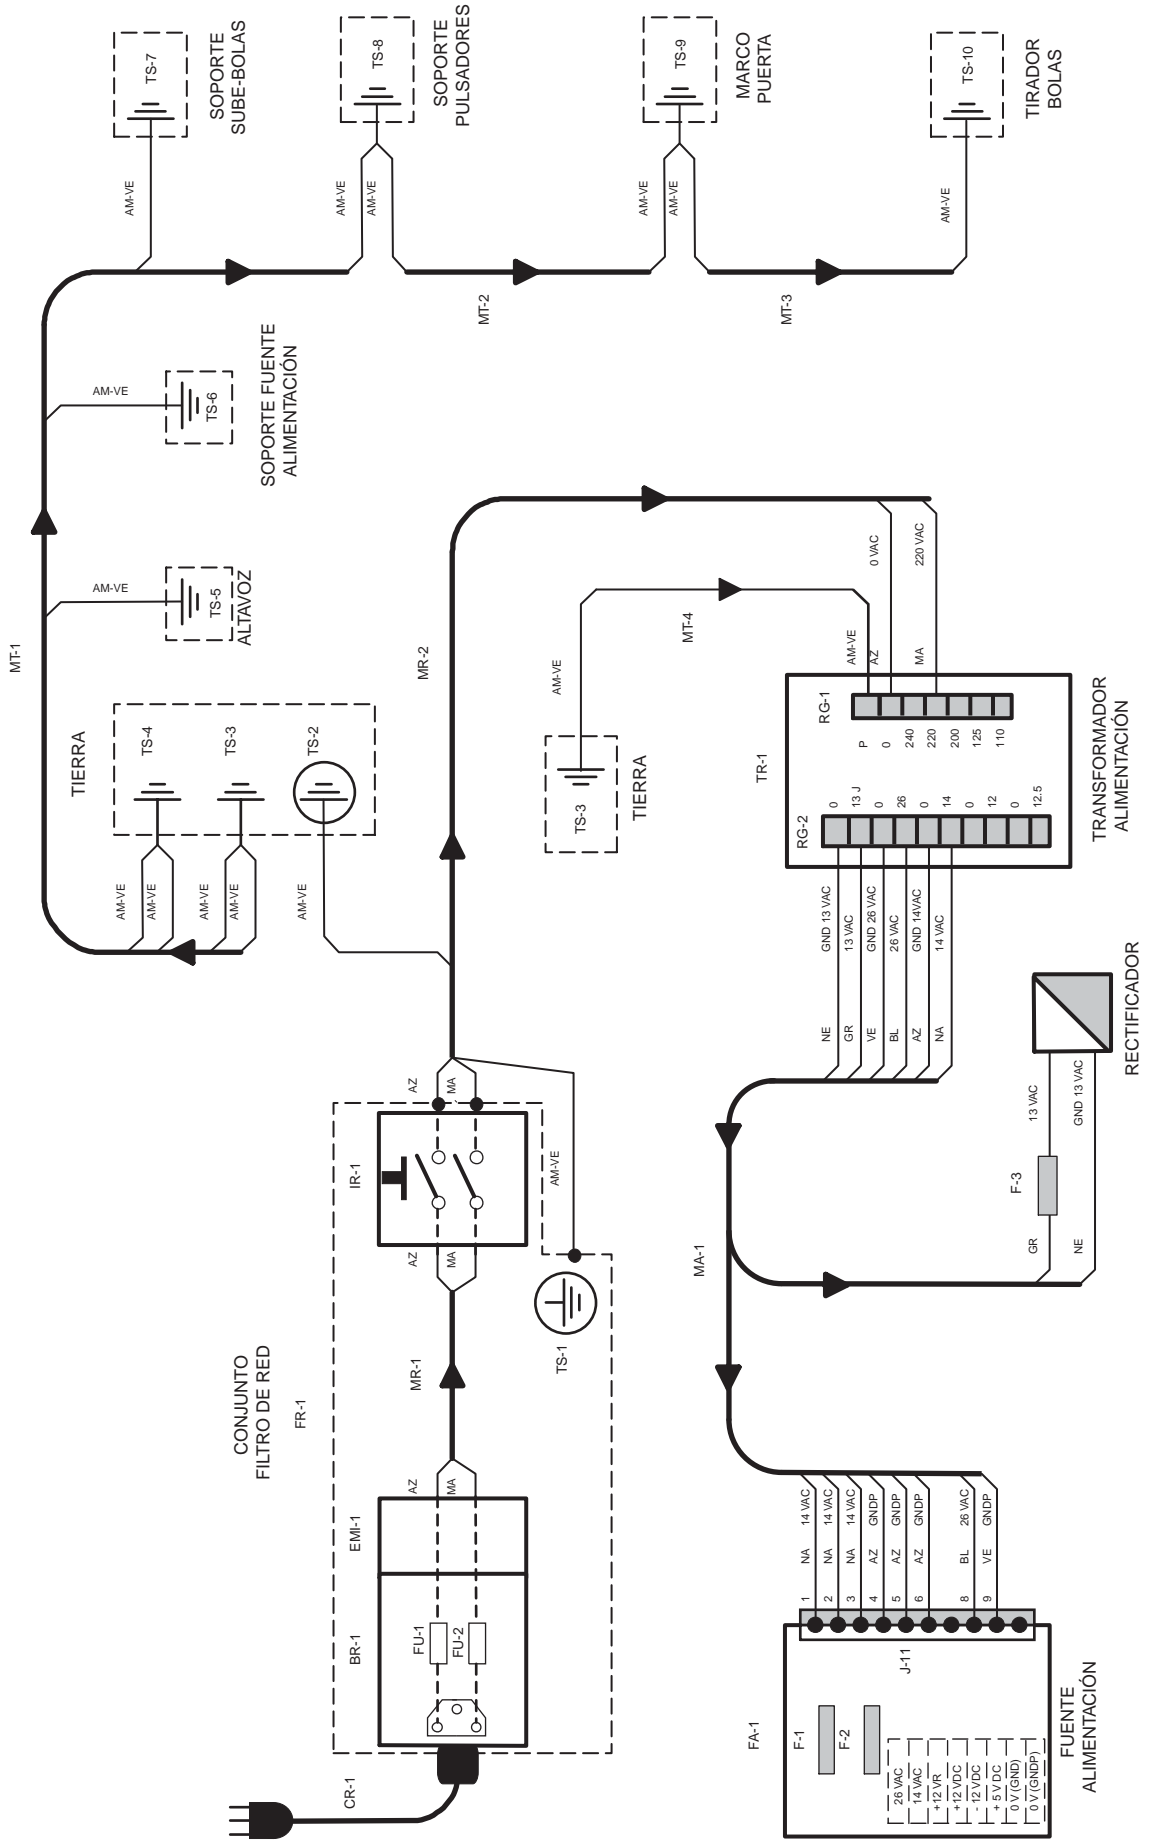 CONJUNTO
FILTRO DE RED
FR-1
CR-1
BR-1
EMI-1
FU-1
FU-2
AZ
MA
MR-1
AZ
MA
IR-1
AZ
MA
AM-VE
TS-1
TIERRA
TS-4
TS-3
TS-2
AM-VE
AM-VE
AM-VE
AM-VE
AM-VE
MT-1
AM-VE
TS-5
ALTAVOZ
AM-VE
TS-6
SOPORTE FUENTE
ALIMENTACIÓN
AM-VE
TS-7
SOPORTE
SUBE-BOLAS
AM-VE
AM-VE
TS-8
SOPORTE
PULSADORES
MT-2
AM-VE
AM-VE
TS-9
MARCO
PUERTA
MT-3
AM-VE
TS-10
TIRADOR
BOLAS
MR-2
AM-VE
TS-3
TIERRA
MT-4
0 VAC
220 VAC
AM-VE
AZ
MA
RG-1
P
0
240
220
200
125
110
TR-1
RG-2
0
13 J
0
26
0
14
0
12
0
12.5
TRANSFORMADOR
ALIMENTACIÓN
NE GND 13 VAC
GR 13 VAC
VE GND 26 VAC
BL 26 VAC
AZ GND 14VAC
NA 14 VAC
MA-1
GR
F-3
13 VAC
NE
GND 13 VAC
RECTIFICADOR
1 NA 14 VAC
2 NA 14 VAC
3 NA 14 VAC
4 AZ GNDP
5 AZ GNDP
6 AZ GNDP
8 BL 26 VAC
9 VE GNDP
J-11
FA-1
F-1
F-2
26 VAC
14 VAC
+12 VR
+12 VDC
- 12 VDC
+ 5 V DC
0 V (GND)
0 V (GNDP)
FUENTE
ALIMENTACIÓN